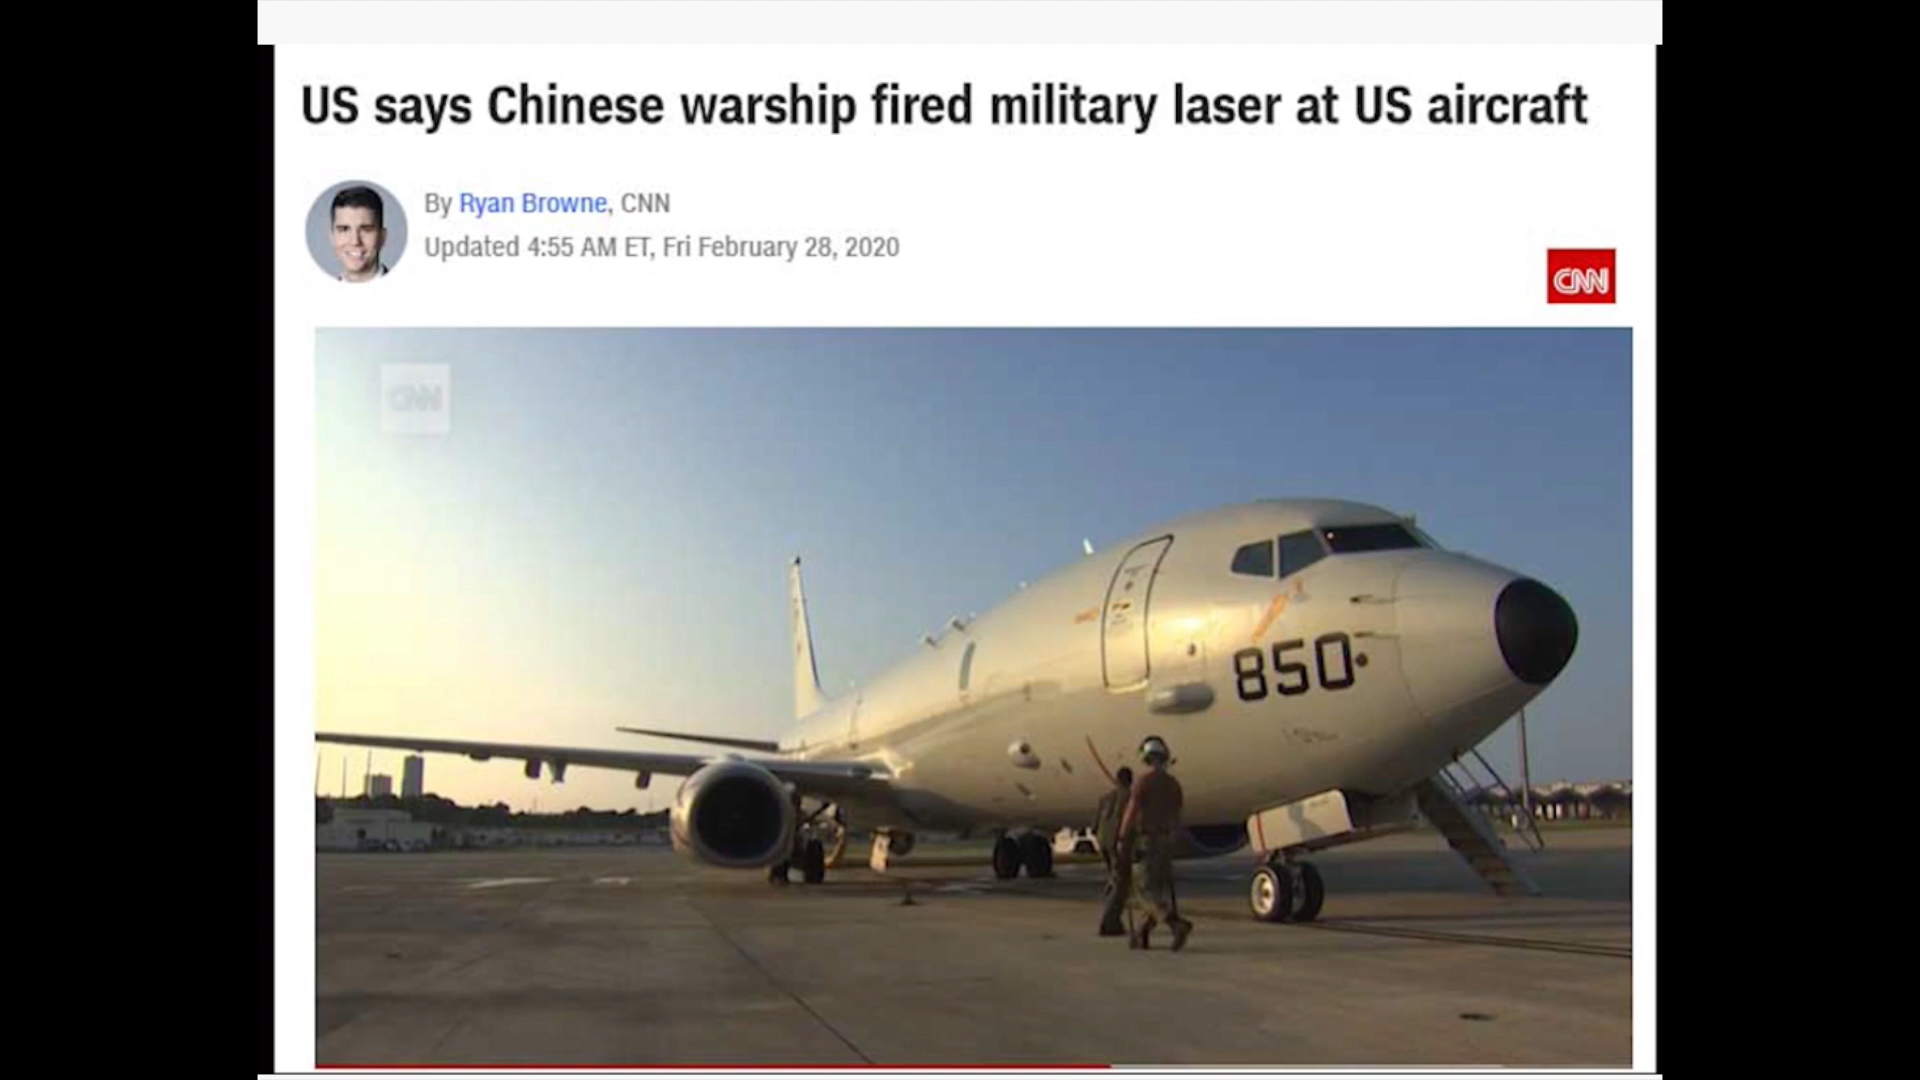 US says Chinese warship fired military laser at US aircraft
By Ryan Browne, CNN
Updated 4:55 AM ET, Fri February 28, 2020
CNN
CNN
850